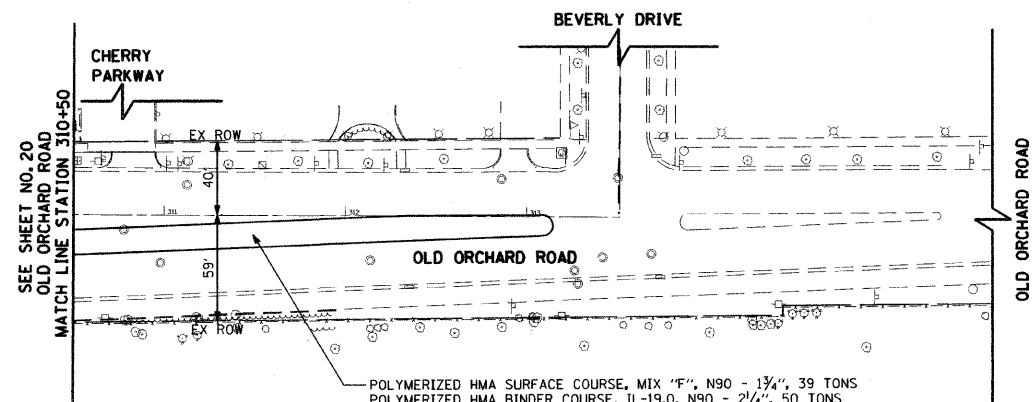 BEVERLY DRIVE
CHERRY
PARKWAY
EX ROW
SEE SHEET NO. 20
OLD ORCHARD ROAD
MATCH LINE STATION 310+50
40'
311
312
313
59'
OLD ORCHARD ROAD
OLD ORCHARD ROAD
EX ROW
POLYMERIZED HMA SURFACE COURSE, MIX "F", N90 - 1¾", 39 TONS
POLYMERIZED HMA BINDER COURSE, IL-19.0, N90 - 2¼", 50 TONS